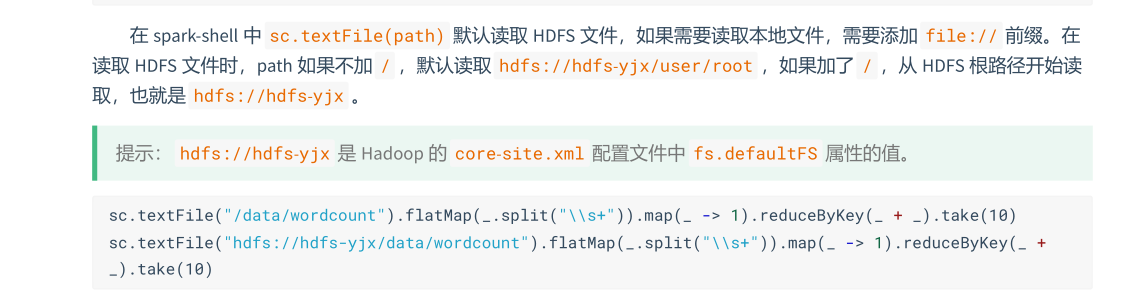 在 spark-shell 中 sc.textFile(path) 默认读取 HDFS 文件，如果需要读取本地文件，需要添加 file:// 前缀。在
读取 HDFS 文件时，path 如果不加 / ，默认读取 hdfs://hdfs-yjx/user/root ，如果加了 / ，从 HDFS 根路径开始读
取，也就是 hdfs://hdfs-yjx 。
提示： hdfs://hdfs-yjx 是 Hadoop 的 core-site.xml 配置文件中 fs.defaultFS 属性的值。
sc.textFile("/data/wordcount").flatMap(_.split("\\s+")).map(_ -> 1).reduceByKey(_ + _).take(10)
sc.textFile("hdfs://hdfs-yjx/data/wordcount").flatMap(_.split("\\s+")).map(_ -> 1).reduceByKey(_ +
_).take(10)